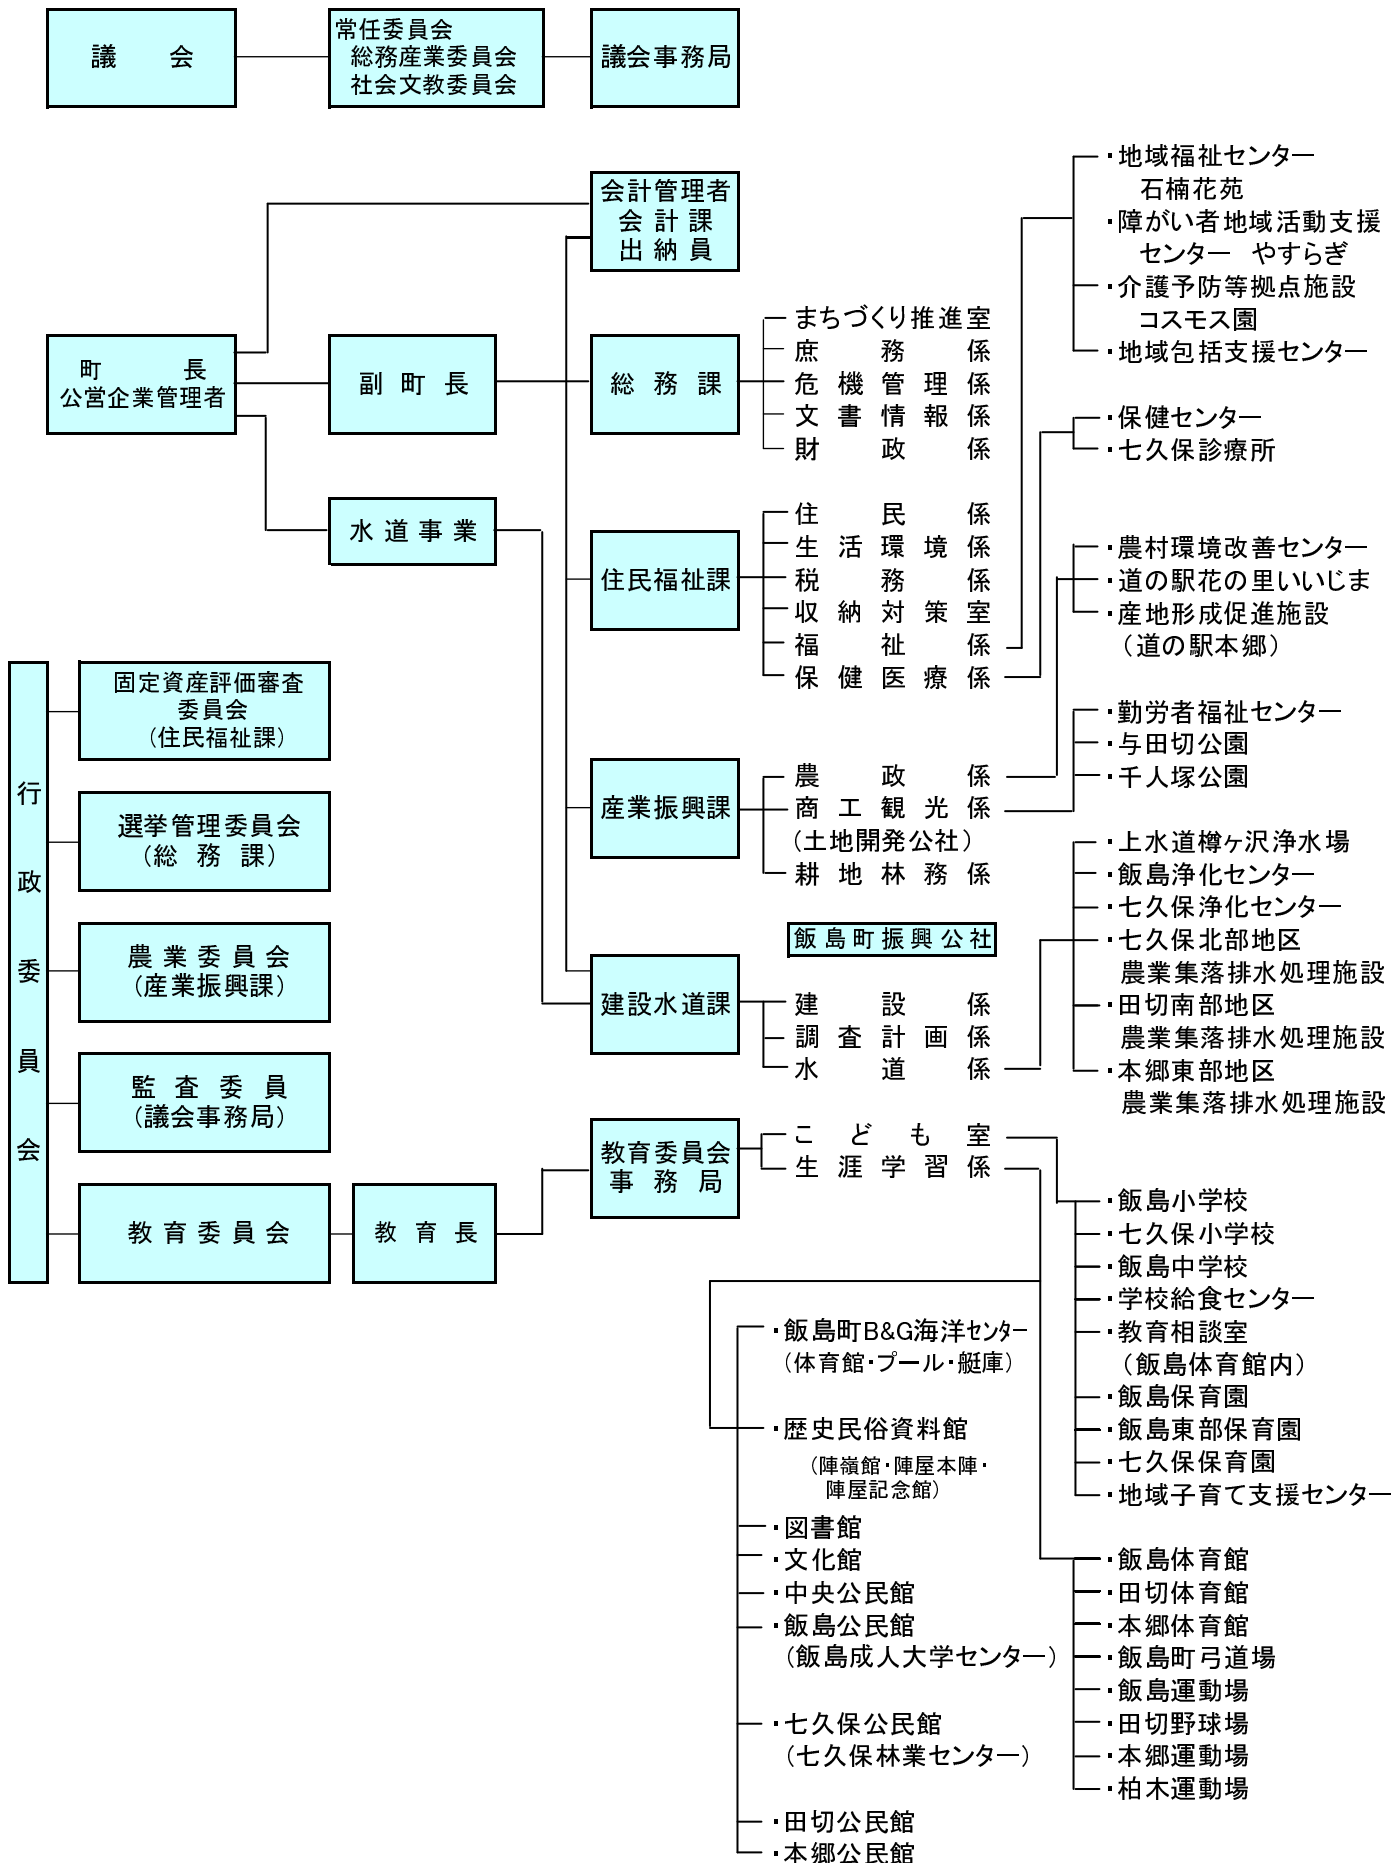 議会
常任委員会
総務産業委員会
社会文教委員会
議会事務局
会計管理者
会計課
出納員
町長
公営企業管理者
副町長
総務課
まちづくり推進室
庶務係
危機管理係
文書情報係
財政係
水道事業
住民福祉課
住民係
生活環境係
税務係
収納対策室
福祉係
保健医療係
・地域福祉センター
石楠花苑
・障がい者地域活動支援
センター やすらぎ
・介護予防等拠点施設
コスモス園
・地域包括支援センター
・保健センター
・七久保診療所
・農村環境改善センター
・道の駅花の里いいじま
・産地形成促進施設
(道の駅本郷)
産業振興課
農政係
商工観光係
(土地開発公社)
耕地林務係
・勤労者福祉センター
・与田切公園
・千人塚公園
飯島町振興公社
建設水道課
建設係
調査計画係
水道係
・上水道樽ヶ沢浄水場
・飯島浄化センター
・七久保浄化センター
・七久保北部地区
農業集落排水処理施設
・田切南部地区
農業集落排水処理施設
・本郷東部地区
農業集落排水処理施設
行政委員会
固定資産評価審査
委員会
(住民福祉課)
選挙管理委員会
(総務課)
農業委員会
(産業振興課)
監査委員
(議会事務局)
教育委員会
教育長
教育委員会
事務局
こども室
生涯学習係
・飯島小学校
・七久保小学校
・飯島中学校
・学校給食センター
・教育相談室
(飯島体育館内)
・飯島保育園
・飯島東部保育園
・七久保保育園
・地域子育て支援センター
・飯島町B&G海洋センター
(体育館・プール・艇庫)
・歴史民俗資料館
(陣嶺館・陣屋本陣・
陣屋記念館)
・図書館
・文化館
・中央公民館
・飯島公民館
(飯島成人大学センター)
・七久保公民館
(七久保林業センター)
・田切公民館
・本郷公民館
・飯島体育館
・田切体育館
・本郷体育館
・飯島町弓道場
・飯島運動場
・田切野球場
・本郷運動場
・柏木運動場